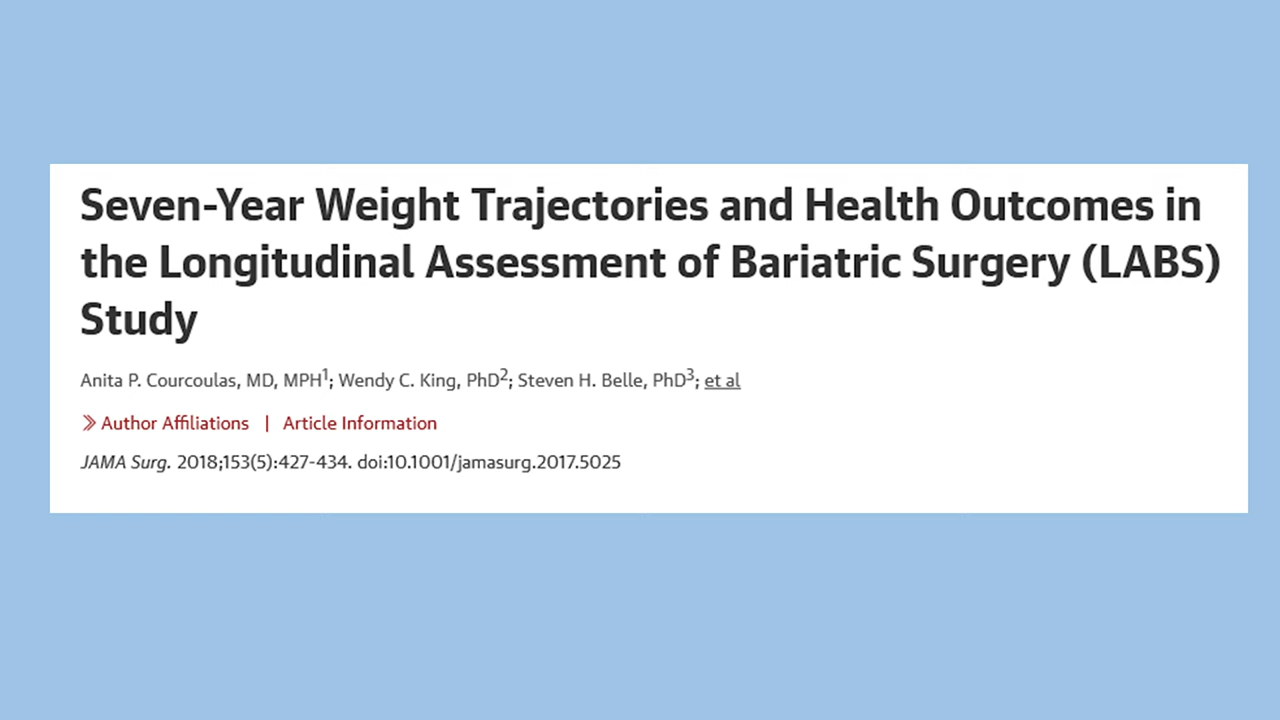 Seven-Year Weight Trajectories and Health Outcomes in
the Longitudinal Assessment of Bariatric Surgery (LABS)
Study
Anita P. Courcoulas, MD, MPH1; Wendy C. King, PhD2; Steven H. Belle, PhD3; et al
Author Affiliations | Article Information
JAMA Surg. 2018;153(5):427-434. doi:10.1001/jamasurg.2017.5025